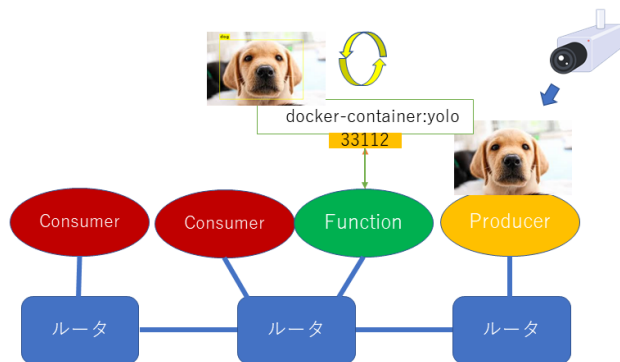 dog
docker-container:yolo
33112
Consumer
Consumer
Function
Producer
ルータ
ルータ
ルータ